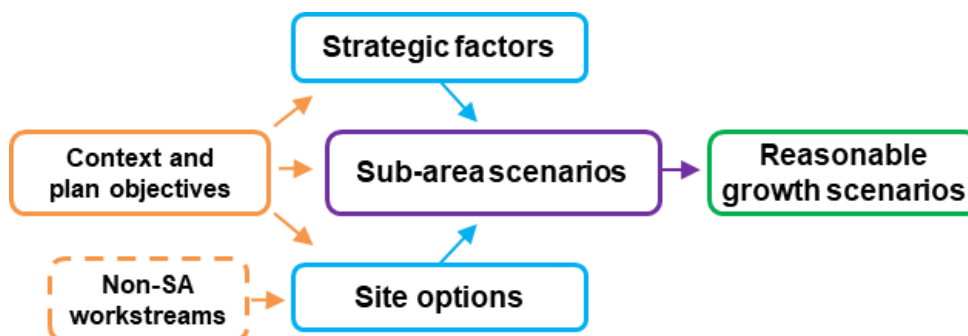 Strategic factors
Context and
plan objectives
Sub-area scenarios
Reasonable
growth scenarios
Non-SA
workstreams
Site options